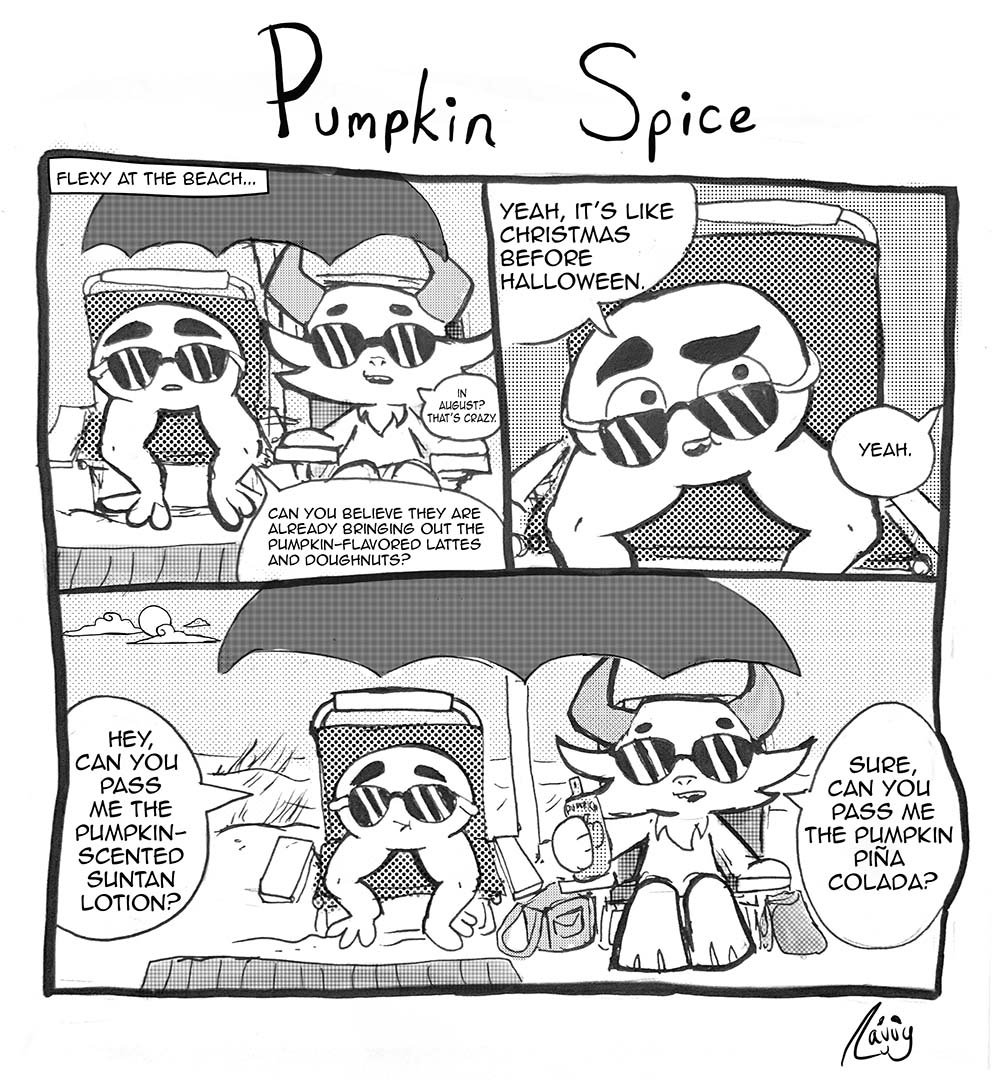 Pumpkin Spice
FLEXY AT THE BEACH...
CAN YOU BELIEVE THEY ARE
ALREADY BRINGING OUT THE
PUMPKIN-FLAVORED LATTES
AND DOUGHNUTS?
IN
AUGUST?
THAT'S CRAZY.
YEAH, IT'S LIKE
CHRISTMAS
BEFORE
HALLOWEEN.
YEAH.
HEY,
CAN YOU
PASS
ME THE
PUMPKIN-
SCENTED
SUNTAN
LOTION?
SURE,
CAN YOU
PASS ME
THE PUMPKIN
PIÑA
COLADA?